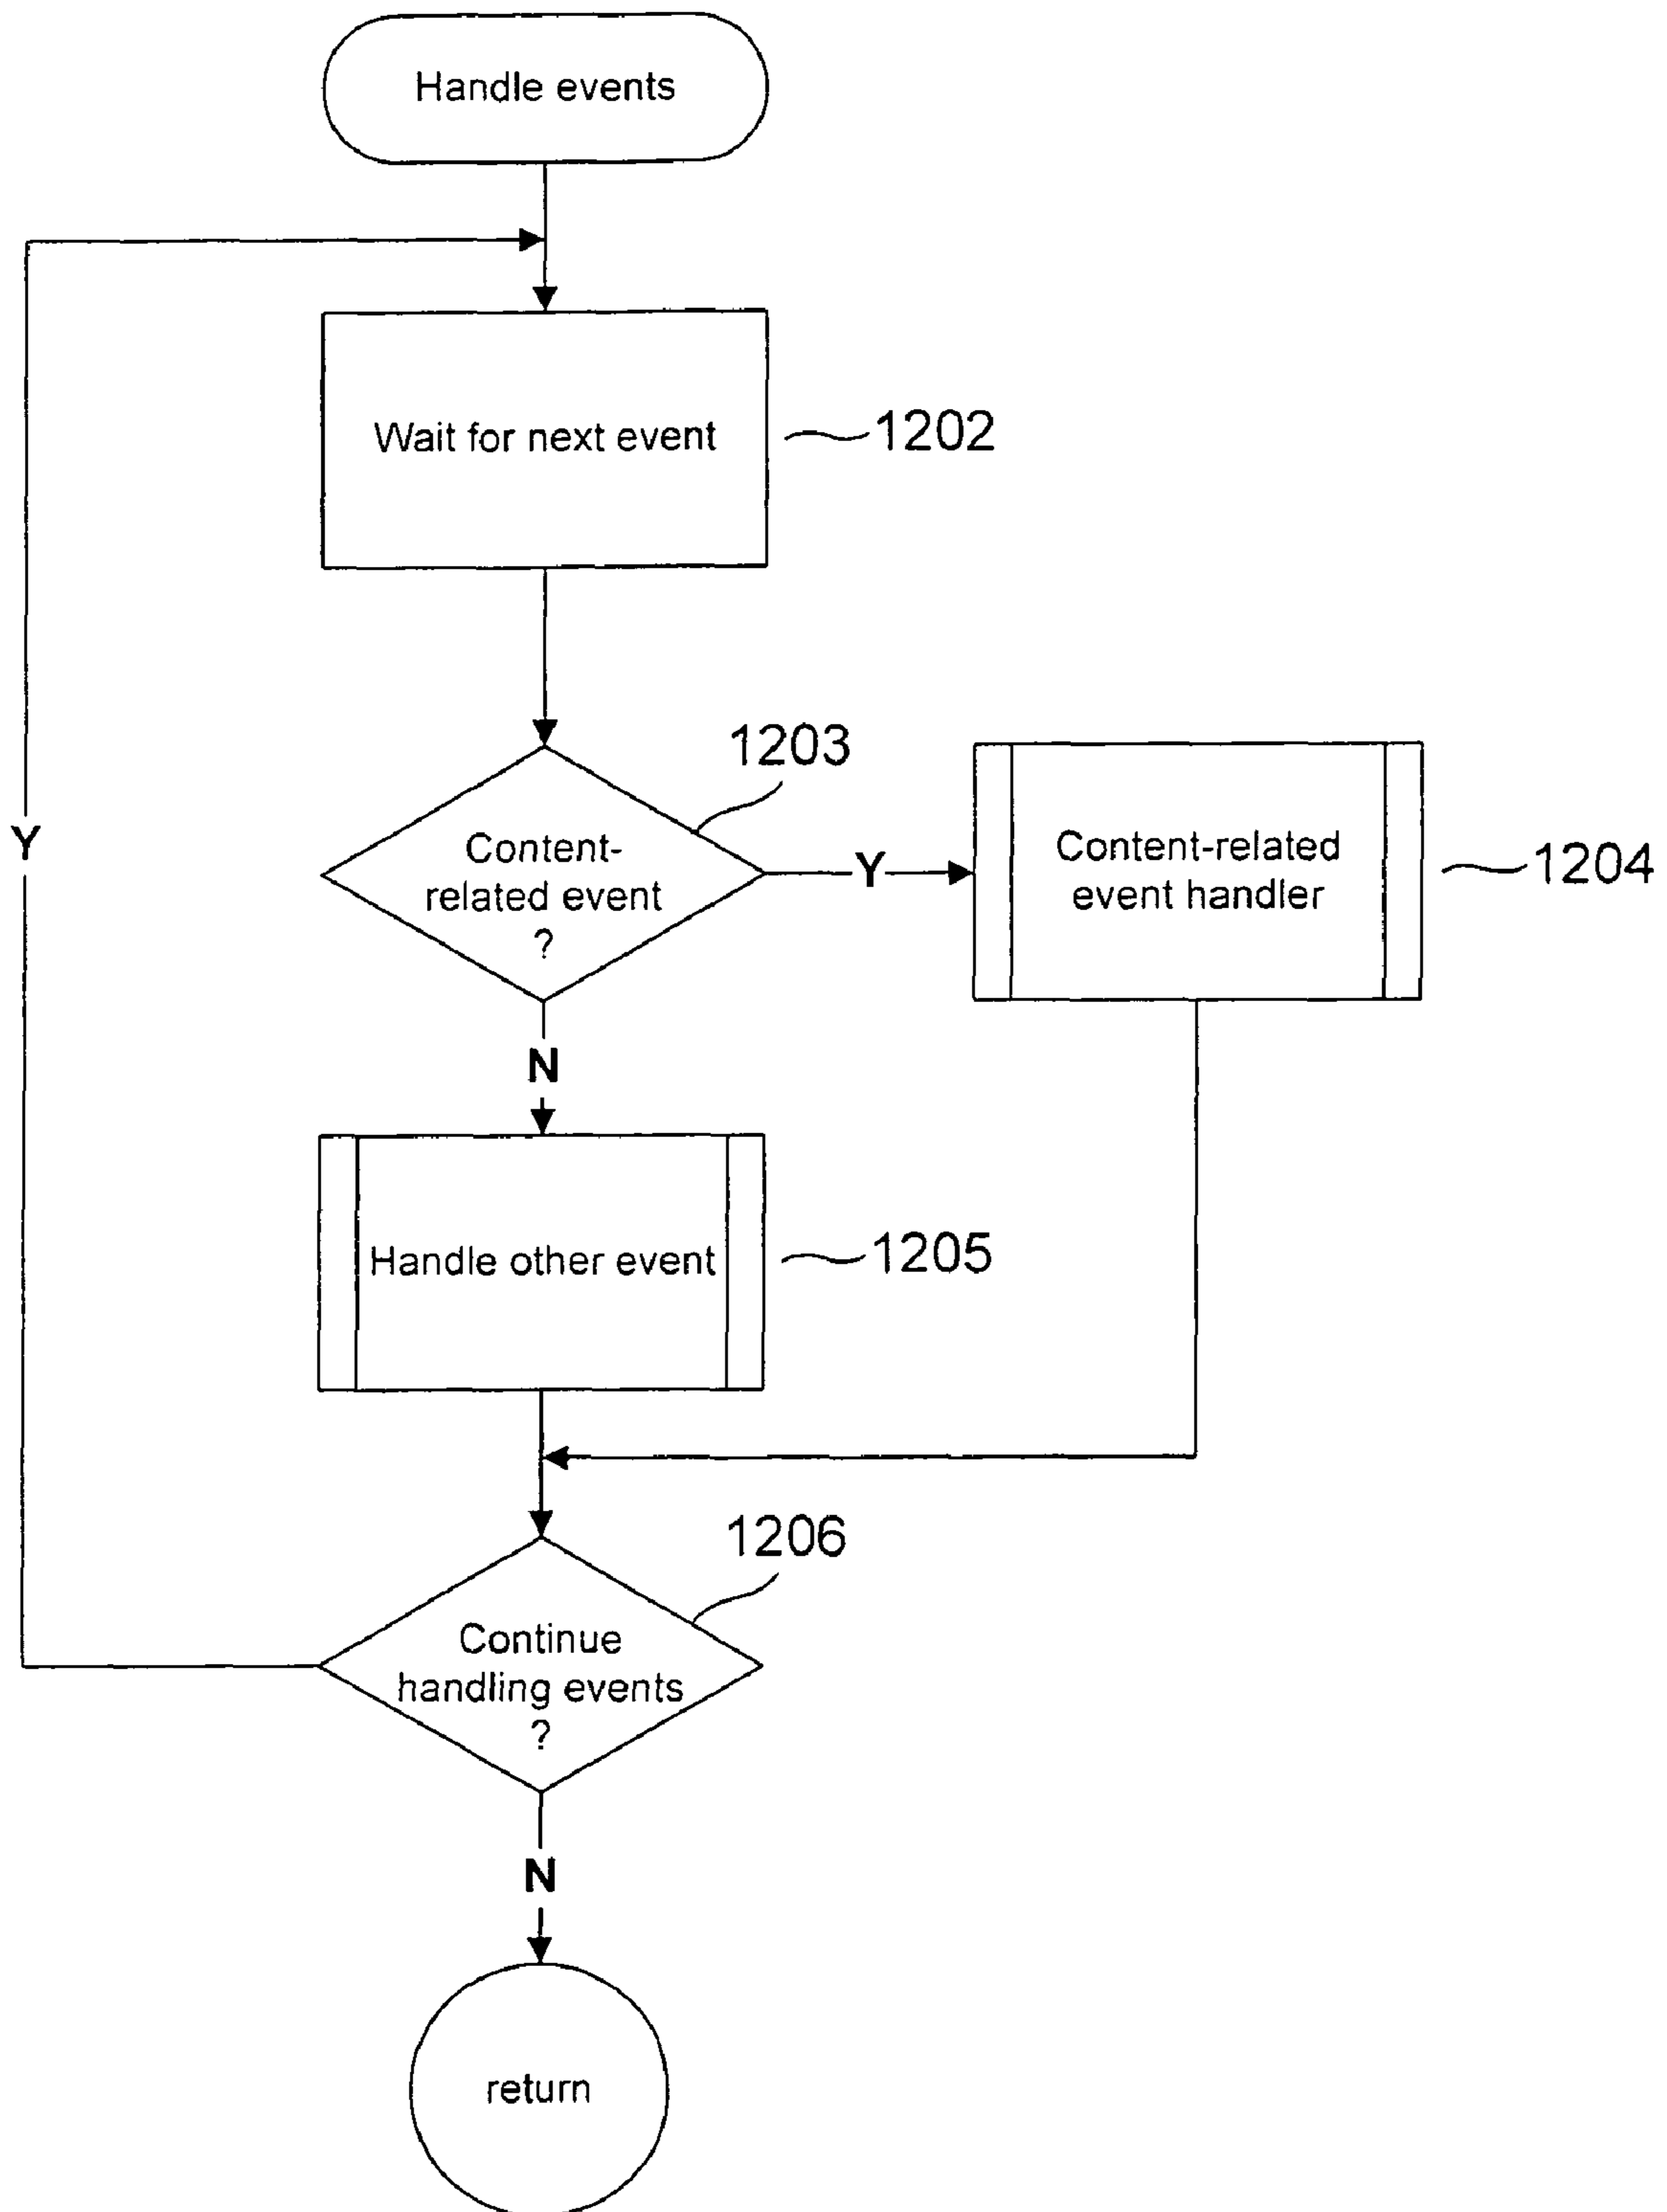 Handle events
Wait for next event
1202
1203
Content-
related event
?
Y
Content-related
event handler
1204
Y
N
Handle other event
1205
1206
Continue
handling events
?
N
return